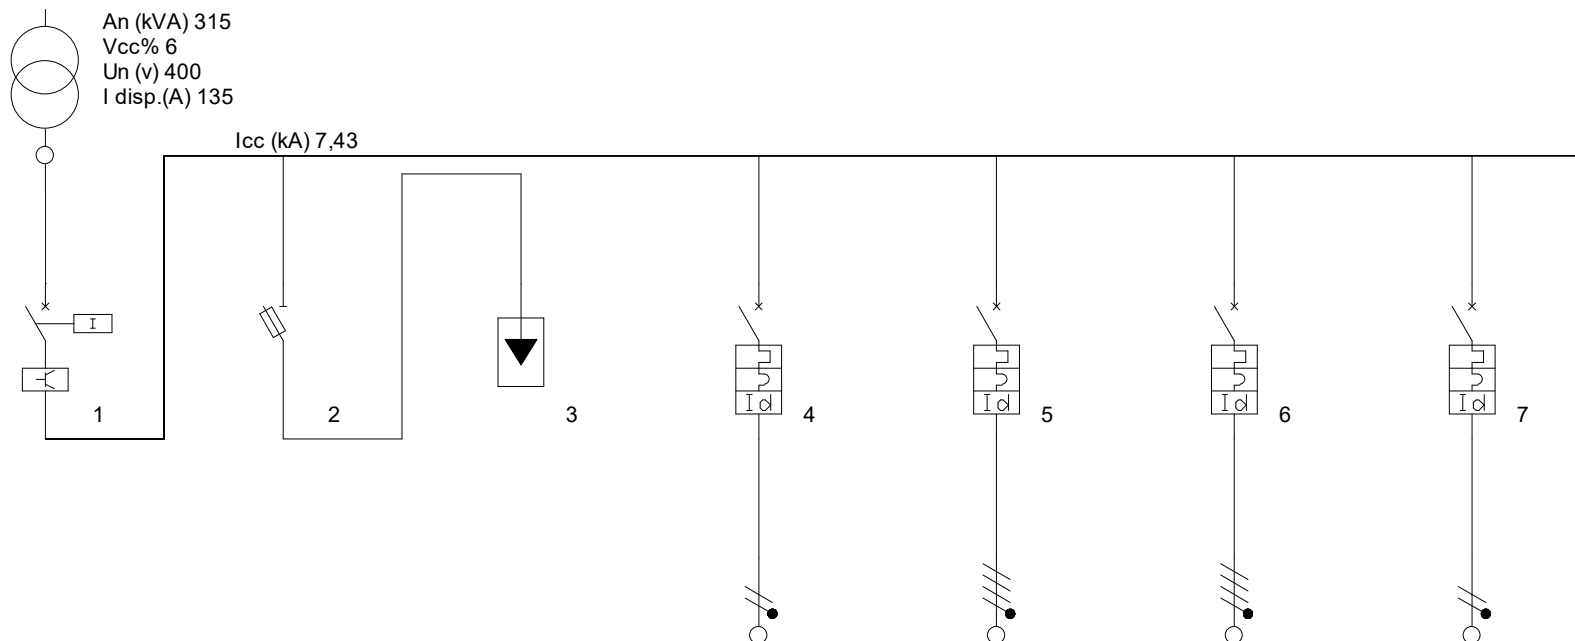 An (kVA) 315
Vcc% 6
Un (v) 400
I disp.(A) 135
Icc (kA) 7,43
I
1
2
3
4
5
6
7
Id
Id
Id
Id